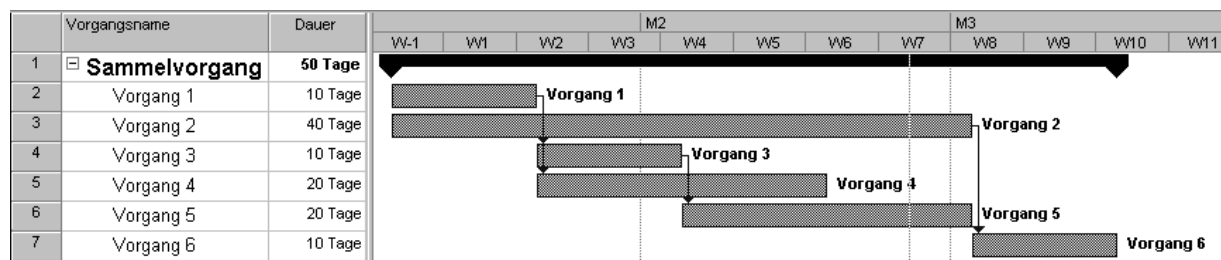 Vorgangsname Dauer M2 M3
W-1 W1 W2 W3 W4 W5 W6 W7 W8 W9 W10 W11
1 Sammelvorgang 50 Tage
2 Vorgang 1 10 Tage Vorgang 1
3 Vorgang 2 40 Tage Vorgang 2
4 Vorgang 3 10 Tage Vorgang 3
5 Vorgang 4 20 Tage Vorgang 4
6 Vorgang 5 20 Tage Vorgang 5
7 Vorgang 6 10 Tage Vorgang 6